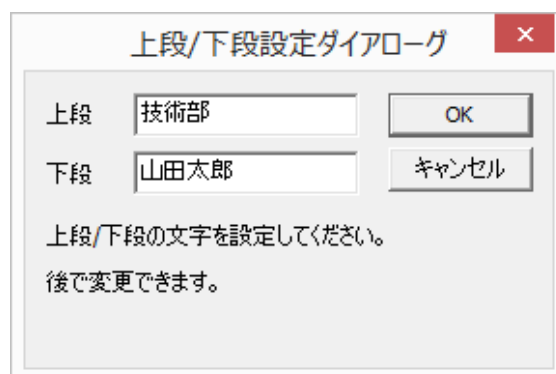 上段/下段設定ダイアローグ
上段 技術部 OK
下段 山田太郎 キャンセル
上段/下段の文字を設定してください。
後で変更できます。